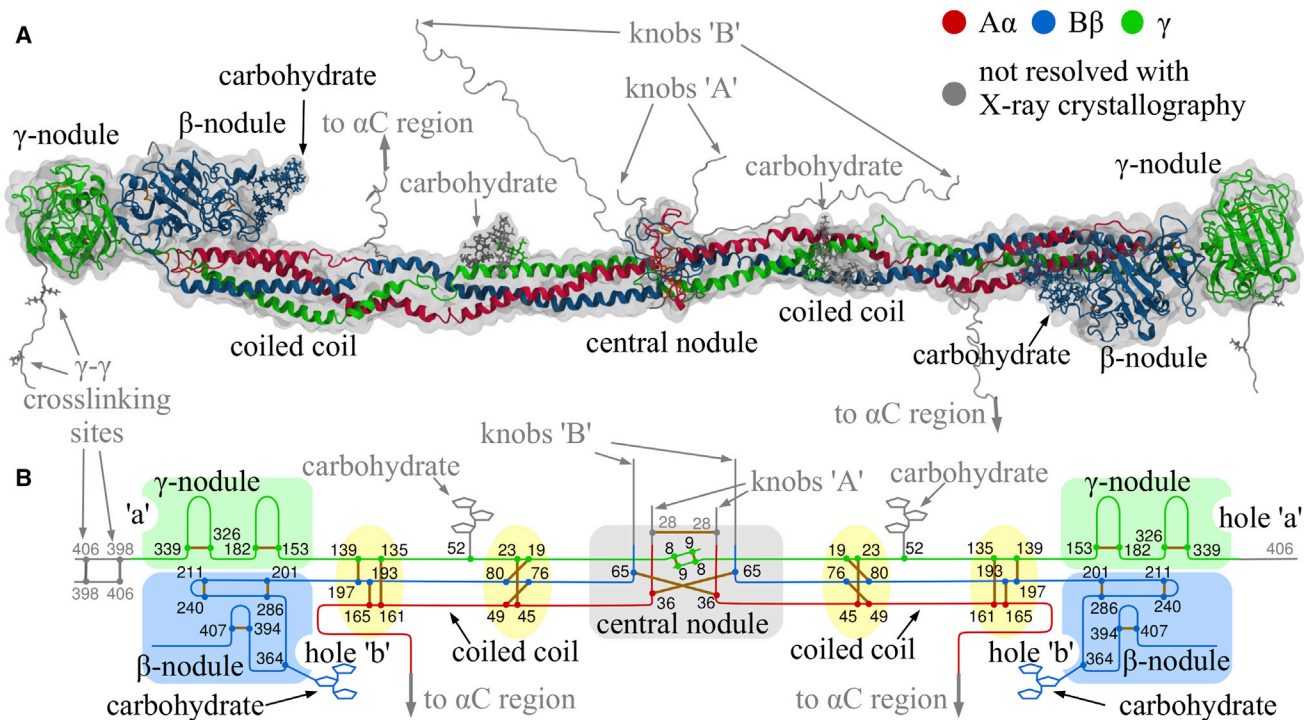 A
knobs 'B'
Aα Bβ γ
not resolved with
X-ray crystallography
carbohydrate
knobs 'A'
γ-nodule
β-nodule
to αC region
carbohydrate
carbohydrate
γ-nodule
coiled coil
central nodule
coiled coil
carbohydrate
β-nodule
γ-γ
crosslinking
sites
to αC region
B
knobs 'B'
carbohydrate
knobs 'A'
carbohydrate
γ-nodule
γ-nodule
'a'
hole 'a'
406 398
339 326 182 153
139 135
52
23 19
28 28
8 9
9 8
19 23
52
135 139
153 182 326 339
406
398 406
211 201
197 193
80 76
65 65
76 80
193 197
201 211
240 286
165 161
49 45
36 36
45 49
161 165
286 240
407 394
364
central nodule
394 407
364
β-nodule
hole 'b'
coiled coil
coiled coil
hole 'b'
β-nodule
carbohydrate
to αC region
to αC region
carbohydrate